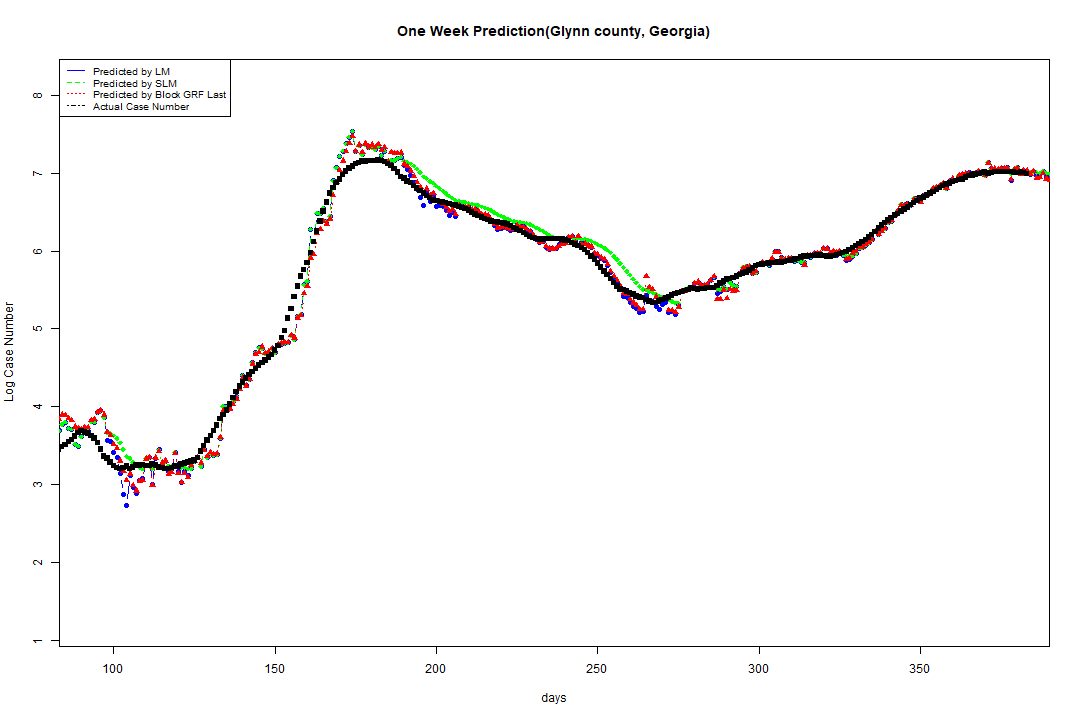 One Week Prediction(Glynn county, Georgia)
Predicted by LM
Predicted by SLM
Predicted by Block GRF Last
Actual Case Number
8
7
6
5
4
3
2
1
Log Case Number
100 150 200 250 300 350
days